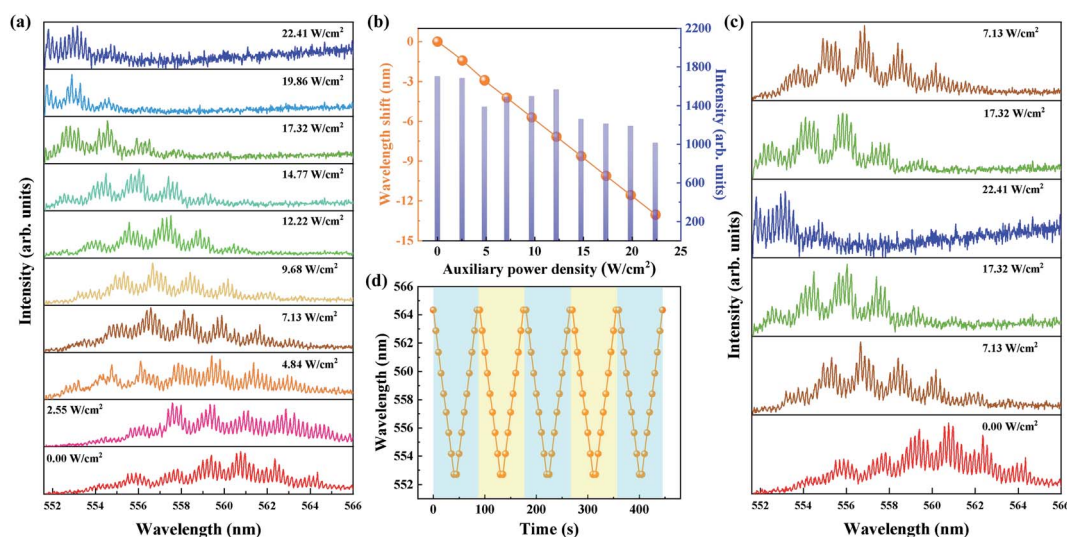 (a)
22.41 W/cm²
19.86 W/cm²
17.32 W/cm²
14.77 W/cm²
12.22 W/cm²
9.68 W/cm²
7.13 W/cm²
4.84 W/cm²
2.55 W/cm²
0.00 W/cm²
Intensity (arb. units)
552 554 556 558 560 562 564 566
Wavelength (nm)
(b)
0
-3
-6
-9
-12
-15
Wavelength shift (nm)
2200
1800
1400
1000
600
200
Intensity (arb. units)
0 5 10 15 20 25
Auxiliary power density (W/cm²)
(d)
566
564
562
560
558
556
554
552
Wavelength (nm)
0 100 200 300 400
Time (s)
(c)
7.13 W/cm²
17.32 W/cm²
22.41 W/cm²
17.32 W/cm²
7.13 W/cm²
0.00 W/cm²
Intensity (arb. units)
552 554 556 558 560 562 564 566
Wavelength (nm)